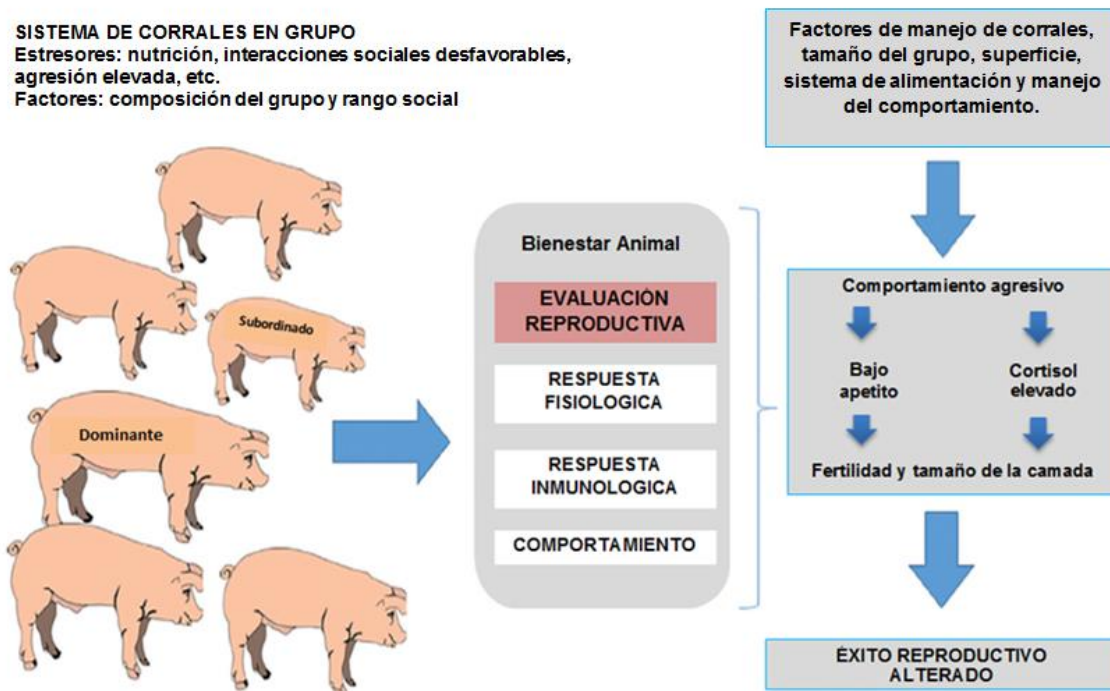 SISTEMA DE CORRALES EN GRUPO
Estresores: nutrición, interacciones sociales desfavorables,
agresión elevada, etc.
Factores: composición del grupo y rango social
Subordinado
Dominante
Bienestar Animal
EVALUACIÓN
REPRODUCTIVA
RESPUESTA
FISIOLOGICA
RESPUESTA
INMUNOLOGICA
COMPORTAMIENTO
Factores de manejo de corrales,
tamaño del grupo, superficie,
sistema de alimentación y manejo
del comportamiento.
Comportamiento agresivo
Bajo
apetito
Cortisol
elevado
Fertilidad y tamaño de la camada
ÉXITO REPRODUCTIVO
ALTERADO